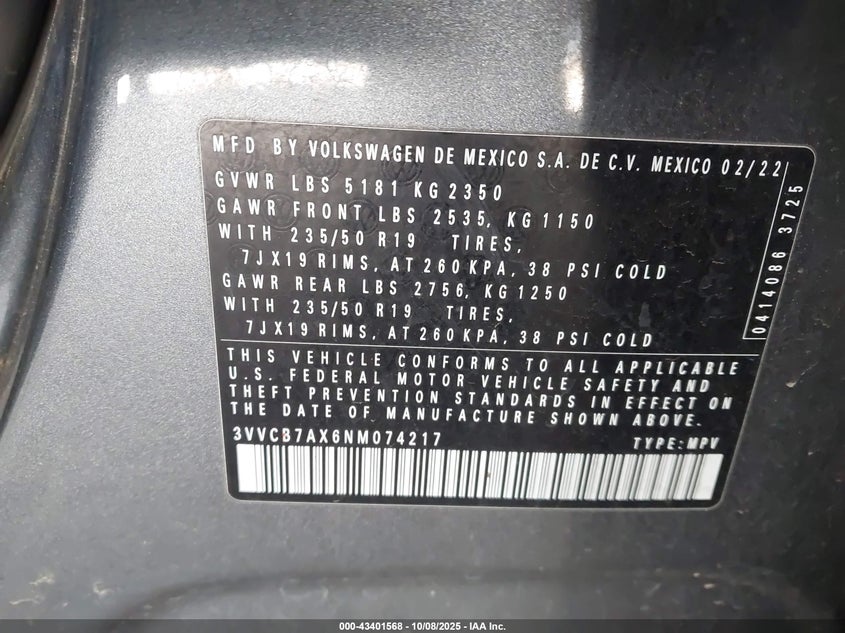 MFD BY VOLKSWAGEN DE MEXICO S.A. DE C.V. MEXICO 02/22
GVWR LBS 5181 KG 2350
GAWR FRONT LBS 2535, KG 1150
WITH 235/50 R19 TIRES,
7JX19 RIMS, AT 260 KPA, 38 PSI COLD
GAWR REAR LBS 2756, KG 1250
WITH 235/50 R19 TIRES,
7JX19 RIMS, AT 260 KPA, 38 PSI COLD
0414086 3725
THIS VEHICLE CONFORMS TO ALL APPLICABLE
U.S. FEDERAL MOTOR VEHICLE SAFETY AND
THEFT PREVENTION STANDARDS IN EFFECT ON
THE DATE OF MANUFACTURE SHOWN ABOVE.
3VVCB7AX6NM074217 TYPE: MPV
000-43401568 - 10/08/2025 - IAA Inc.